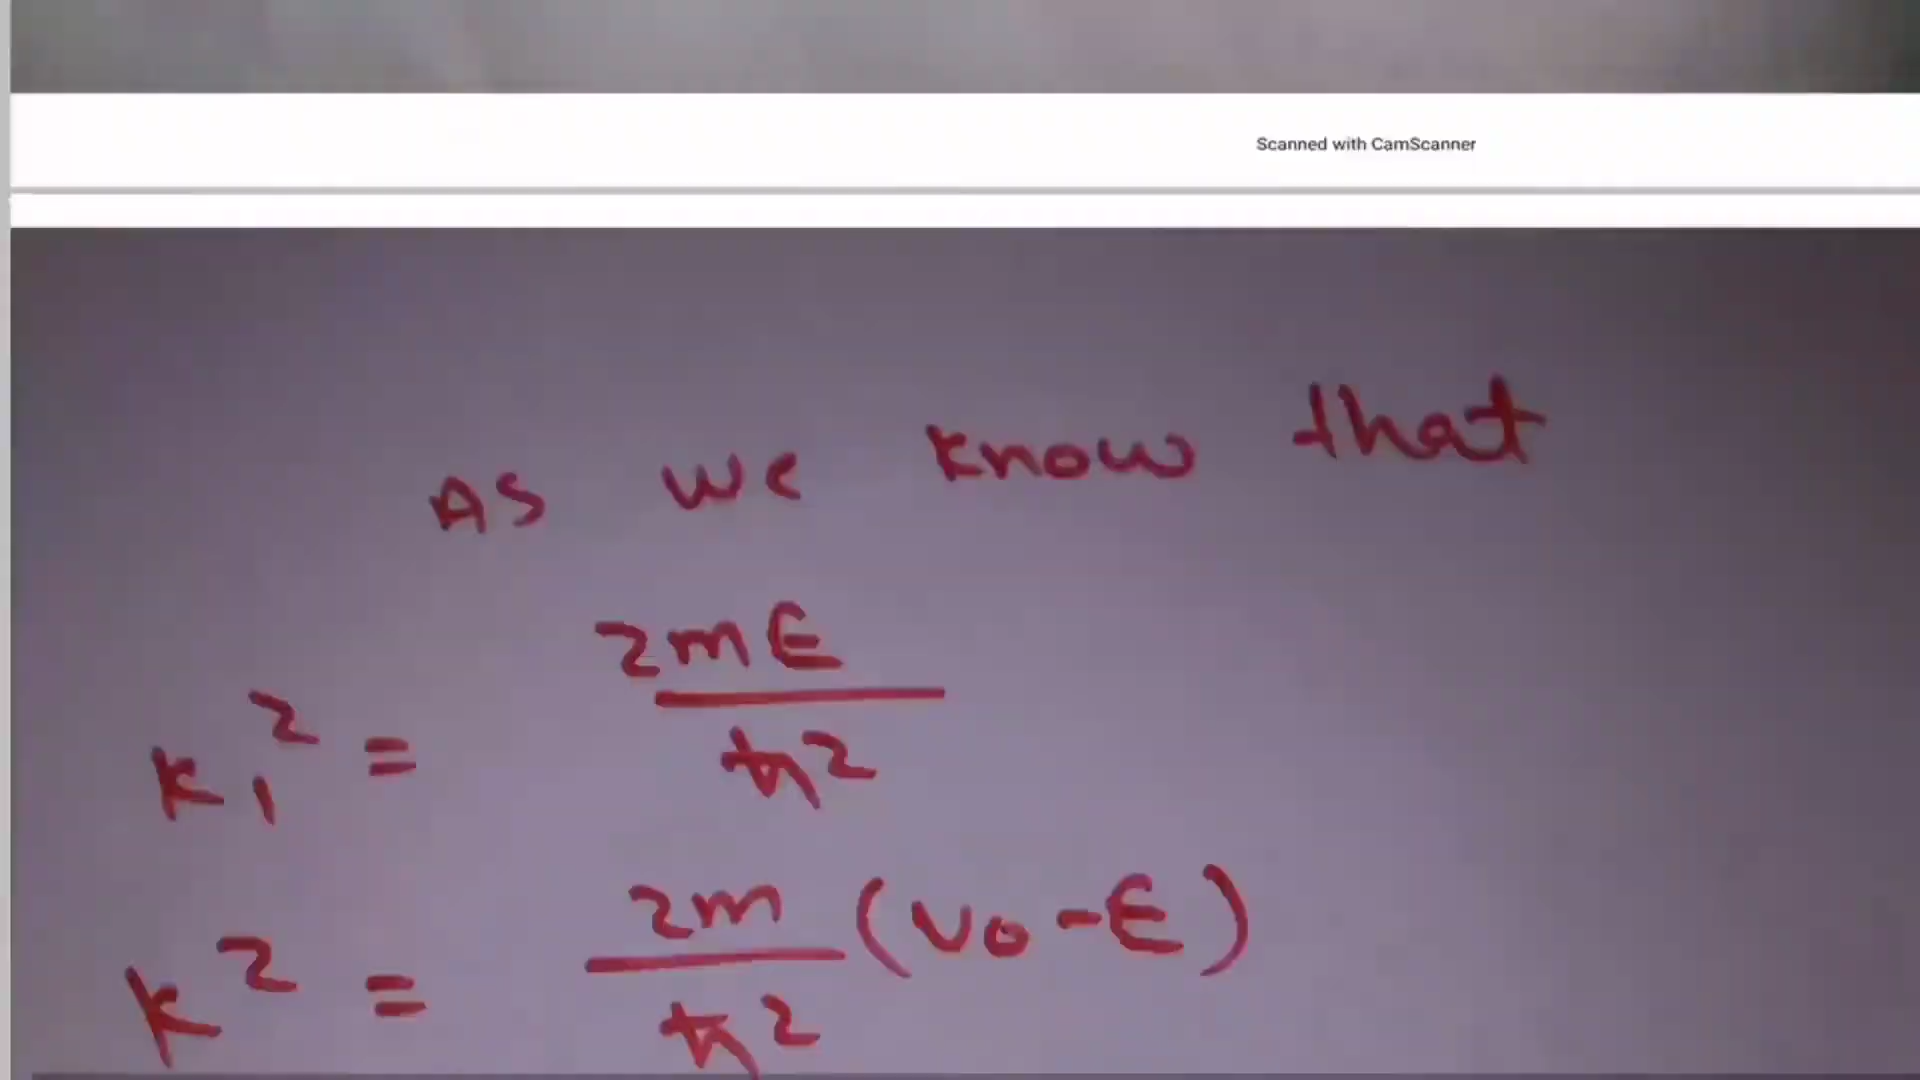 Scanned with CamScanner
As we know that
k₁² = 2mE / ħ²
k² = 2m / ħ² (V₀ - E)